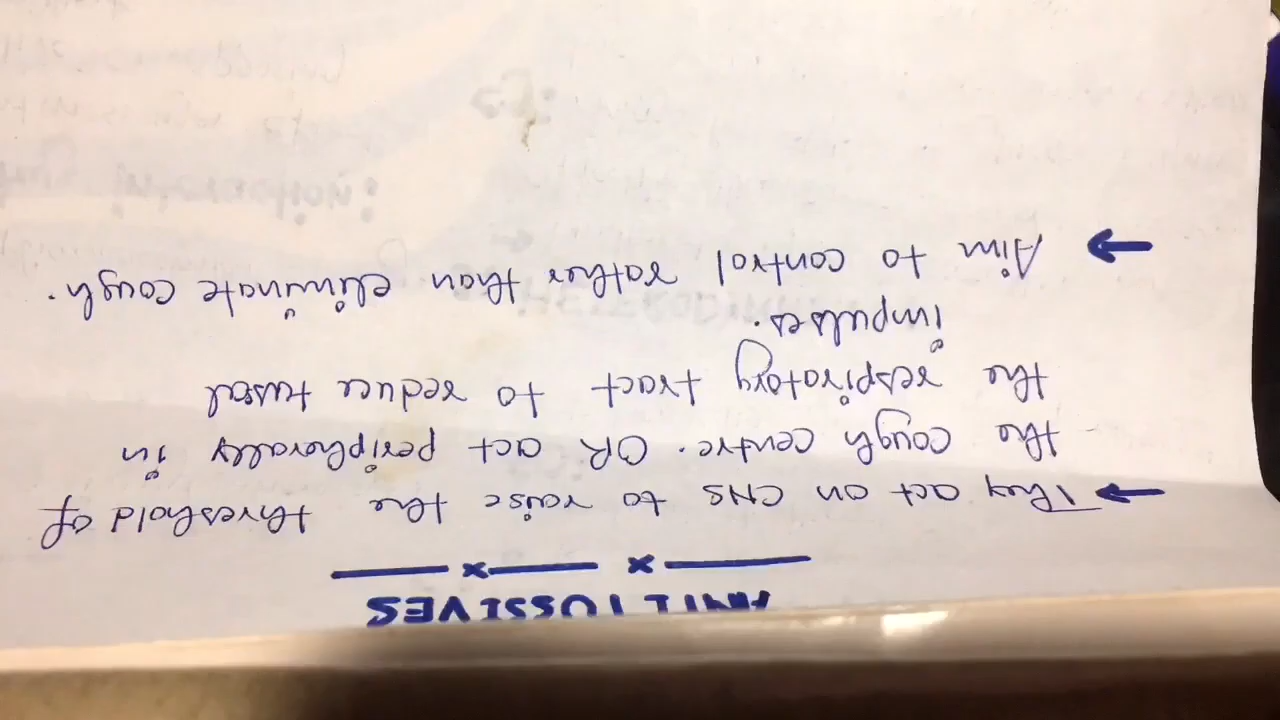 ANTITUSSIVES
→ They act on CNS to raise the threshold of
the cough centre. OR act peripherally in
the respiratory tract to reduce tussal
impulses.
→ Aim to control rather than eliminate cough.